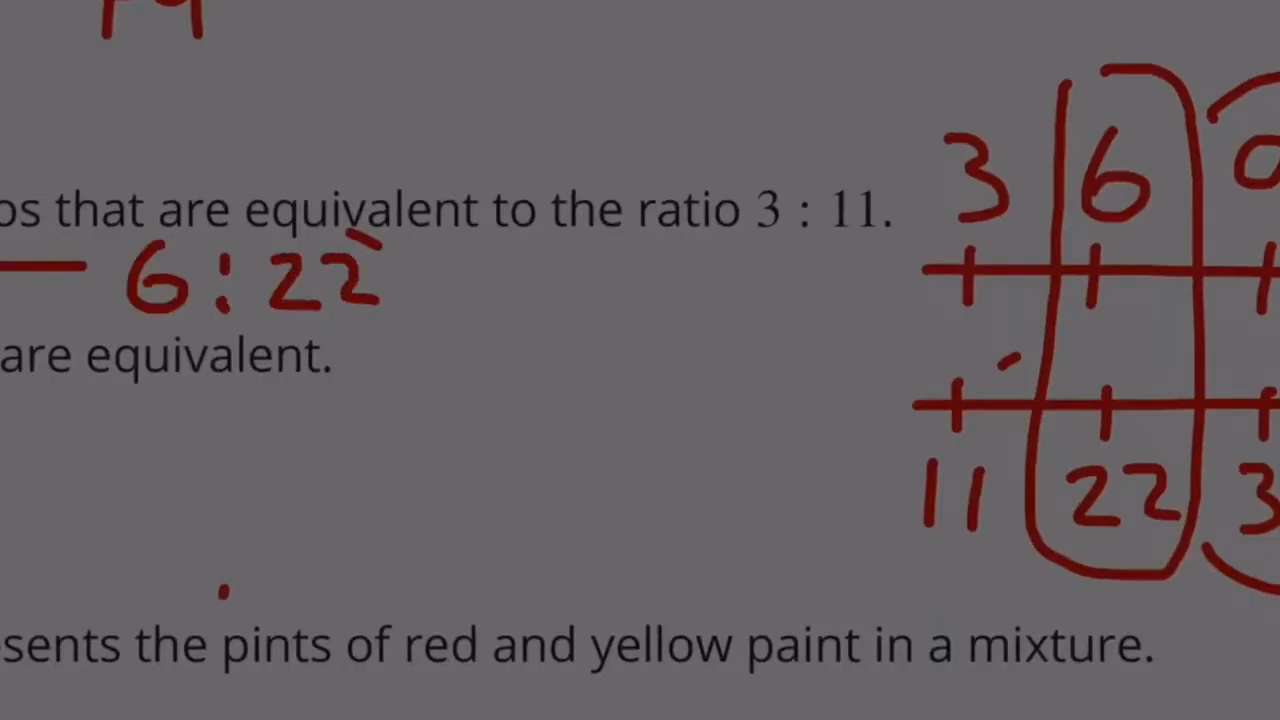 3 6
os that are equivalent to the ratio 3 : 11.
6 : 22
are equivalent.
11 22 3
sents the pints of red and yellow paint in a mixture.